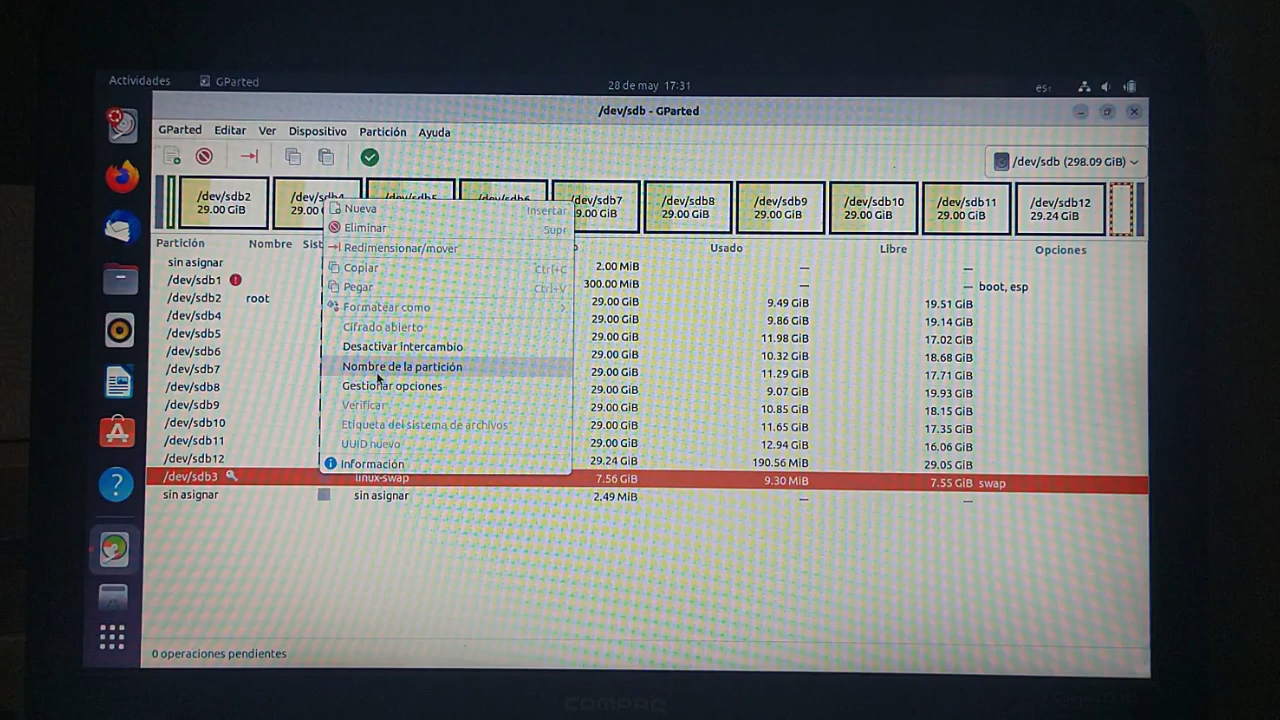 Actividades GParted 28 de may 17:31 es
/dev/sdb - GParted
GParted Editar Ver Dispositivo Partición Ayuda
/dev/sdb (298.09 GiB)
/dev/sdb2 /dev/sdb7 /dev/sdb8 /dev/sdb9 /dev/sdb10 /dev/sdb11 /dev/sdb12
29.00 GiB 29.00 GiB 29.00 GiB 29.00 GiB 29.00 GiB 29.24 GiB
Partición Nombre Usado Libre Opciones
sin asignar 2.00 MiB — —
/dev/sdb1 300.00 MiB — — boot, esp
/dev/sdb2 root 29.00 GiB 9.49 GiB 19.51 GiB
/dev/sdb4 29.00 GiB 9.86 GiB 19.14 GiB
/dev/sdb5 29.00 GiB 11.98 GiB 17.02 GiB
/dev/sdb6 29.00 GiB 10.32 GiB 18.68 GiB
/dev/sdb7 29.00 GiB 11.29 GiB 17.71 GiB
/dev/sdb8 29.00 GiB 9.07 GiB 19.93 GiB
/dev/sdb9 29.00 GiB 10.85 GiB 18.15 GiB
/dev/sdb10 29.00 GiB 11.65 GiB 17.35 GiB
/dev/sdb11 29.00 GiB 12.94 GiB 16.06 GiB
/dev/sdb12 29.24 GiB 190.56 MiB 29.05 GiB
/dev/sdb3 linux-swap 7.56 GiB 9.30 MiB 7.55 GiB swap
sin asignar sin asignar 2.49 MiB — —
Nueva Insertar
Eliminar Supr
Redimensionar/mover
Copiar Ctrl+C
Pegar Ctrl+V
Formatear como
Cifrado abierto
Desactivar intercambio
Nombre de la partición
Gestionar opciones
Verificar
Etiqueta del sistema de archivos
UUID nuevo
Información
0 operaciones pendientes
COMPAQ